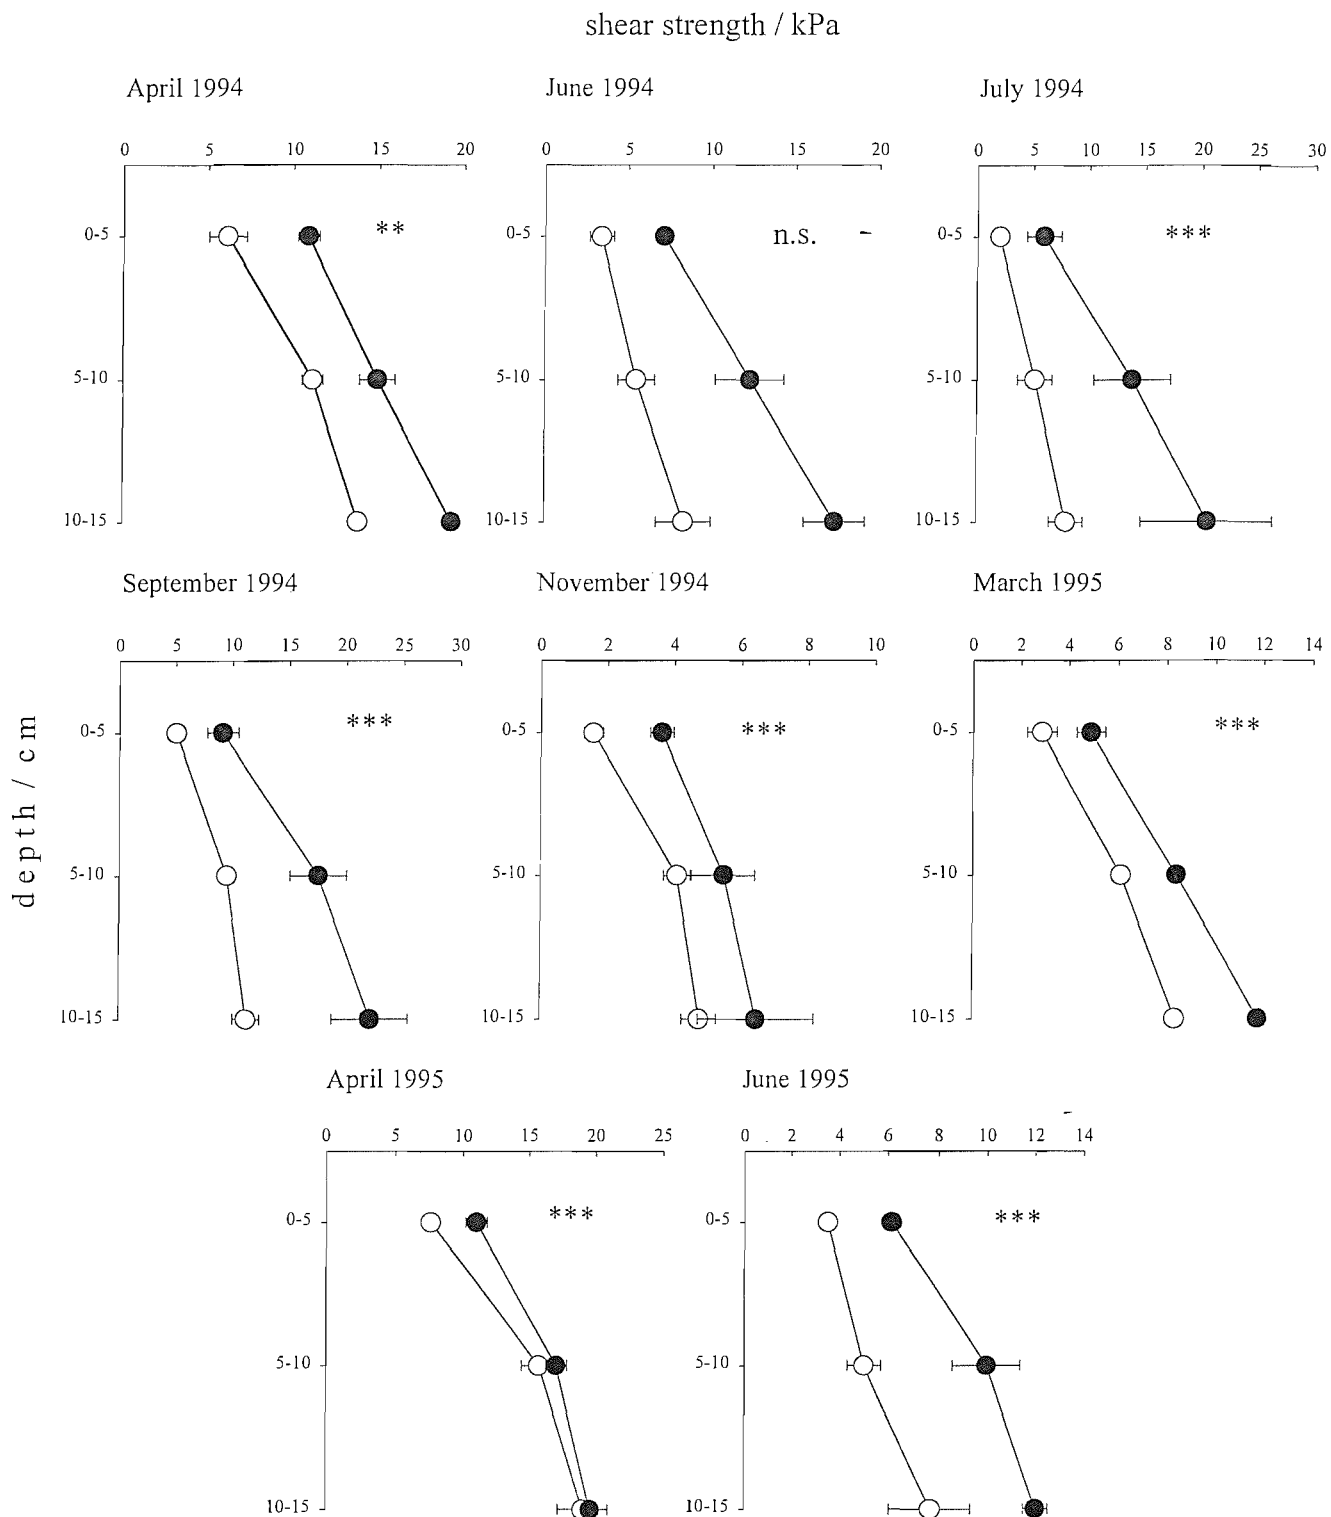 shear strength / kPa
April 1994
June 1994
July 1994
0 5 10 15 20
0 5 10 15 20
0 5 10 15 20 25 30
0-5
**
0-5
n.s.
0-5
***
5-10
5-10
5-10
10-15
10-15
10-15
September 1994
November 1994
March 1995
0 5 10 15 20 25 30
0 2 4 6 8 10
0 2 4 6 8 10 12 14
0-5
***
0-5
***
0-5
***
depth / cm
5-10
5-10
5-10
10-15
10-15
10-15
April 1995
June 1995
0 5 10 15 20 25
0 2 4 6 8 10 12 14
0-5
***
0-5
***
5-10
5-10
10-15
10-15